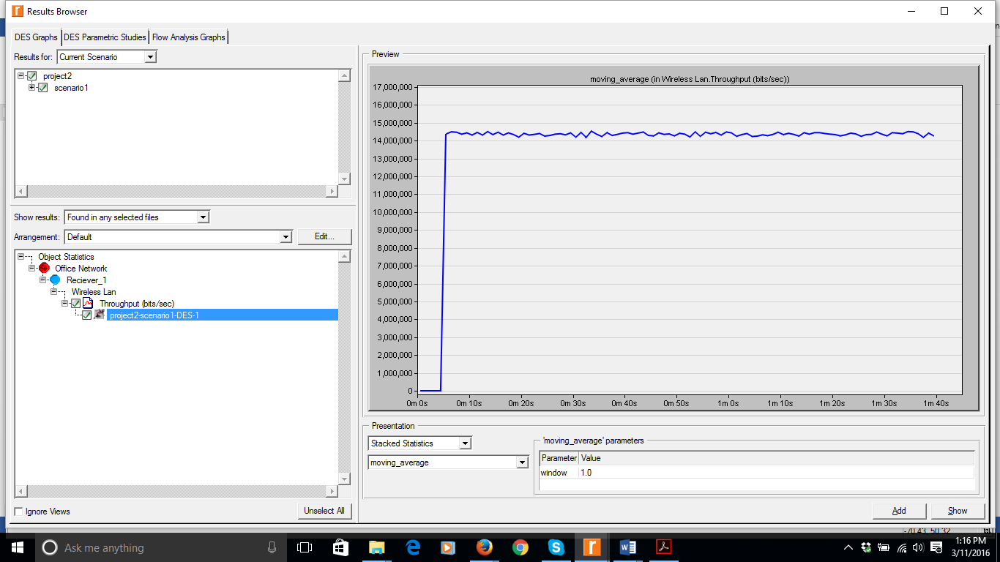 Results Browser
DES Graphs DES Parametric Studies Flow Analysis Graphs
Results for: Current Scenario
project2
scenario1
Show results: Found in any selected files
Arrangement: Default Edit...
Object Statistics
Office Network
Reciever_1
Wireless Lan
Throughput (bits/sec)
project2-scenario1-DES-1
Ignore Views Unselect All
Preview
moving_average (in Wireless Lan.Throughput (bits/sec))
17,000,000
16,000,000
15,000,000
14,000,000
13,000,000
12,000,000
11,000,000
10,000,000
9,000,000
8,000,000
7,000,000
6,000,000
5,000,000
4,000,000
3,000,000
2,000,000
1,000,000
0
0m 0s 0m 10s 0m 20s 0m 30s 0m 40s 0m 50s 1m 0s 1m 10s 1m 20s 1m 30s 1m 40s
Presentation
Stacked Statistics
moving_average
'moving_average' parameters
Parameter Value
window 1.0
Add Show
Ask me anything
1:16 PM
3/11/2016